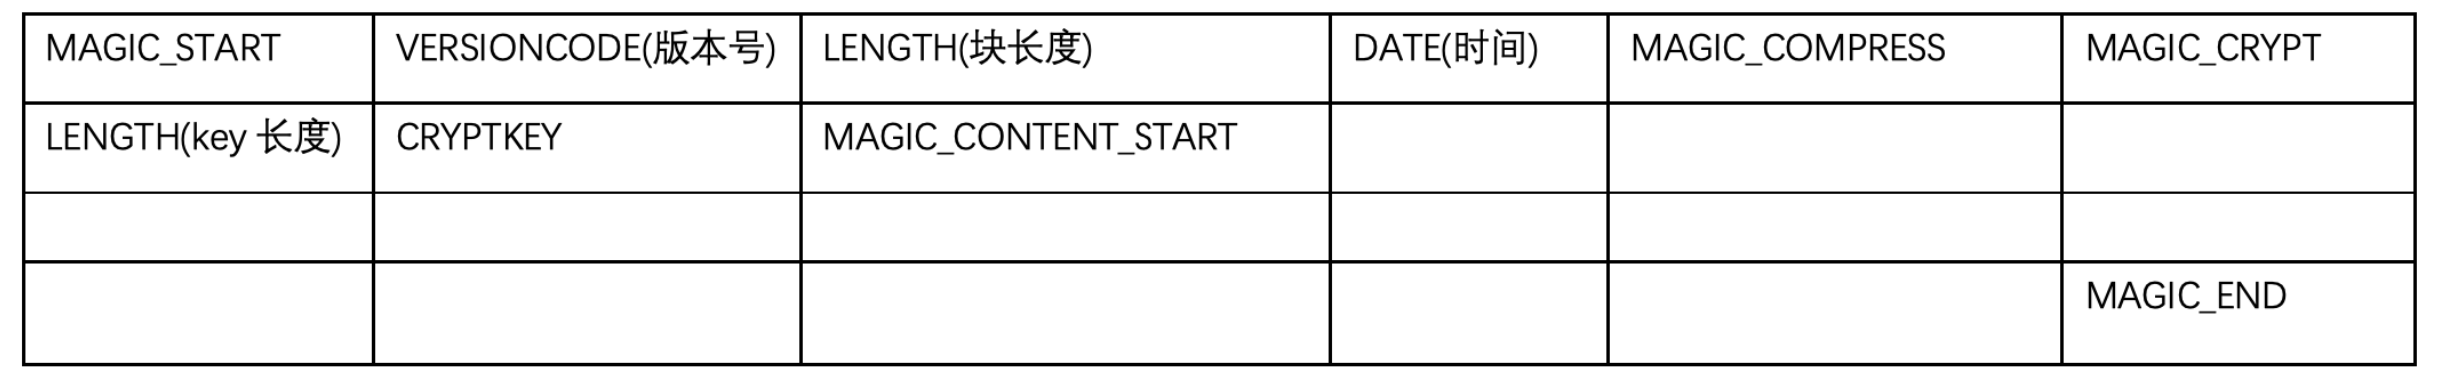 MAGIC_START VERSIONCODE(版本号) LENGTH(块长度) DATE(时间) MAGIC_COMPRESS MAGIC_CRYPT
LENGTH(key 长度) CRYPTKEY MAGIC_CONTENT_START
MAGIC_END